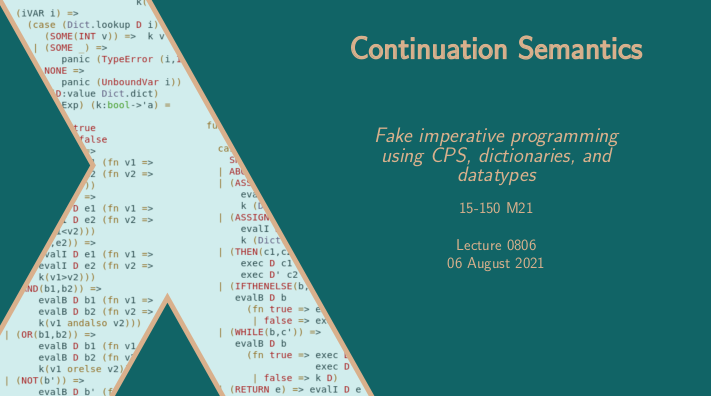 k(
(iVAR i) =>
(case (Dict.lookup D i)
(SOME(INT v)) => k v
| (SOME _) =>
panic (TypeError (i,
NONE =>
panic (UnboundVar i))
D:value Dict.dict)
Exp) (k:bool->'a) =
true
false
=>
(fn v1 =>
(fn v2 =>
))
=>
D e1 (fn v1 =>
D e2 (fn v2 =>
<v2)))
,e2)) =>
evalI D e1 (fn v1 =>
evalI D e2 (fn v2 =>
k(v1>v2)))
AND(b1,b2)) =>
evalB D b1 (fn v1 =>
evalB D b2 (fn v2 =>
k(v1 andalso v2)))
| (OR(b1,b2)) =>
evalB D b1 (fn v1
evalB D b2 (fn v2
k(v1 orelse v2)
| (NOT(b')) =>
evalB D b' (f
fu
ca
| (ASS
k (D
| (ASSIGN
evalI
k (Dict
| (THEN(c1,c
exec D c1
exec D' c2
| (IFTHENELSE(b,
evalB D b
(fn true => e
| false => ex
| (WHILE(b,c')) =>
evalB D b
(fn true => exec
exec D
| false => k D)
| (RETURN e) => evalI D e
Continuation Semantics
Fake imperative programming
using CPS, dictionaries, and
datatypes
15-150 M21
Lecture 0806
06 August 2021